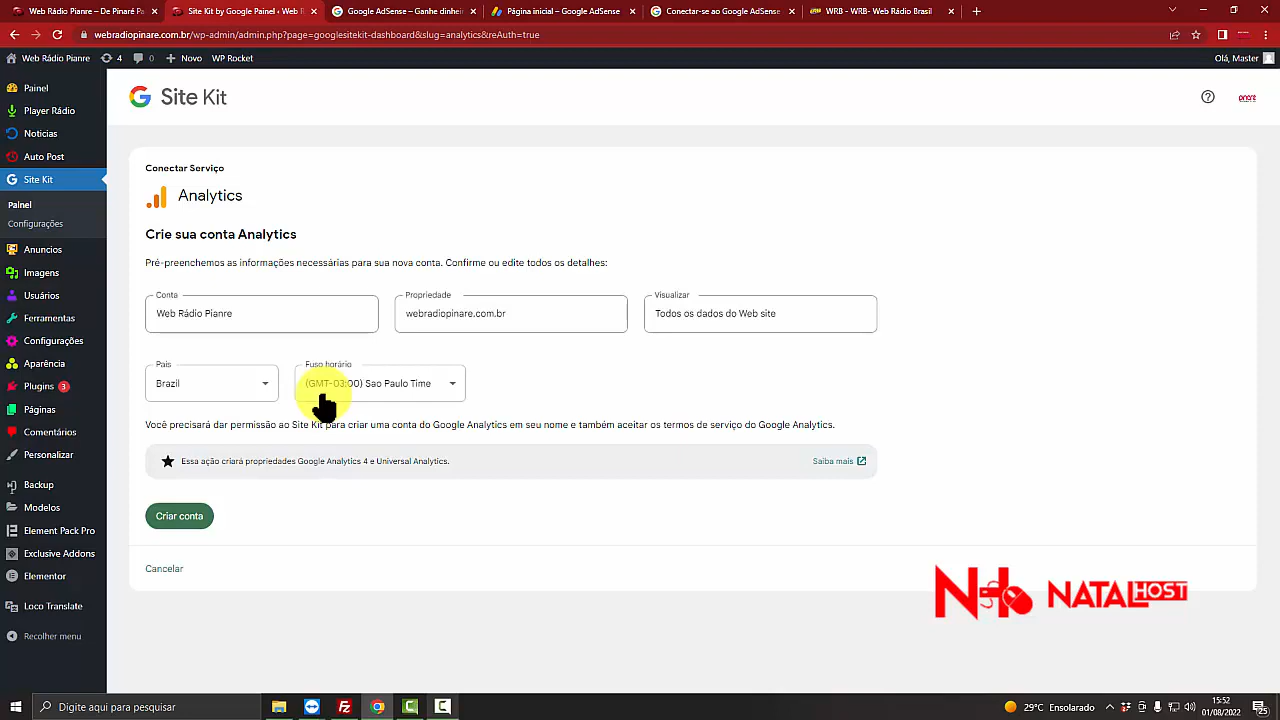 Web Rádio Pianre – De Pinaré Pa
Site Kit by Google Painel ‹ Web R
Google AdSense – Ganhe dinheir
Página inicial – Google AdSense
Conectar-se ao Google AdSense
WRB – WRB- Web Rádio Brasil
webradiopinare.com.br/wp-admin/admin.php?page=googlesitekit-dashboard&slug=analytics&reAuth=true
Web Rádio Pianre 4 0 Novo WP Rocket Olá, Master
Painel
Player Rádio
Noticias
Auto Post
Site Kit
Painel
Configurações
Anuncios
Imagens
Usuários
Ferramentas
Configurações
Aparência
Plugins 3
Páginas
Comentários
Personalizar
Backup
Modelos
Element Pack Pro
Exclusive Addons
Elementor
Loco Translate
Recolher menu
Site Kit
pinare
Conectar Serviço
Analytics
Crie sua conta Analytics
Pré-preenchemos as informações necessárias para sua nova conta. Confirme ou edite todos os detalhes:
Conta
Web Rádio Pianre
Propriedade
webradiopinare.com.br
Visualizar
Todos os dados do Web site
País
Brazil
Fuso horário
(GMT-03:00) Sao Paulo Time
Você precisará dar permissão ao Site Kit para criar uma conta do Google Analytics em seu nome e também aceitar os termos de serviço do Google Analytics.
Essa ação criará propriedades Google Analytics 4 e Universal Analytics.
Saiba mais
Criar conta
Cancelar
NH NATALHOST
Digite aqui para pesquisar
29°C Ensolarado
15:52
01/08/2022